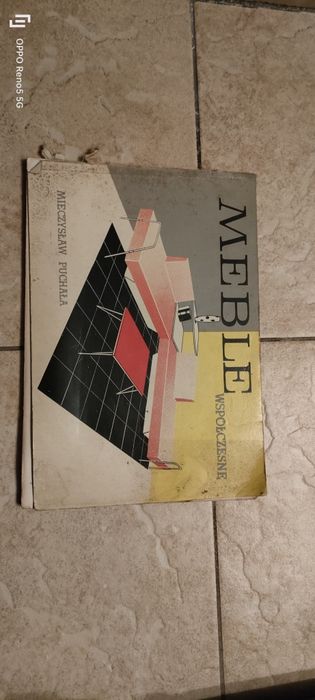 MIECZYSŁAW PUCHAŁA
MEBLE
WSPÓŁCZESNE
OPPO Reno5 5G